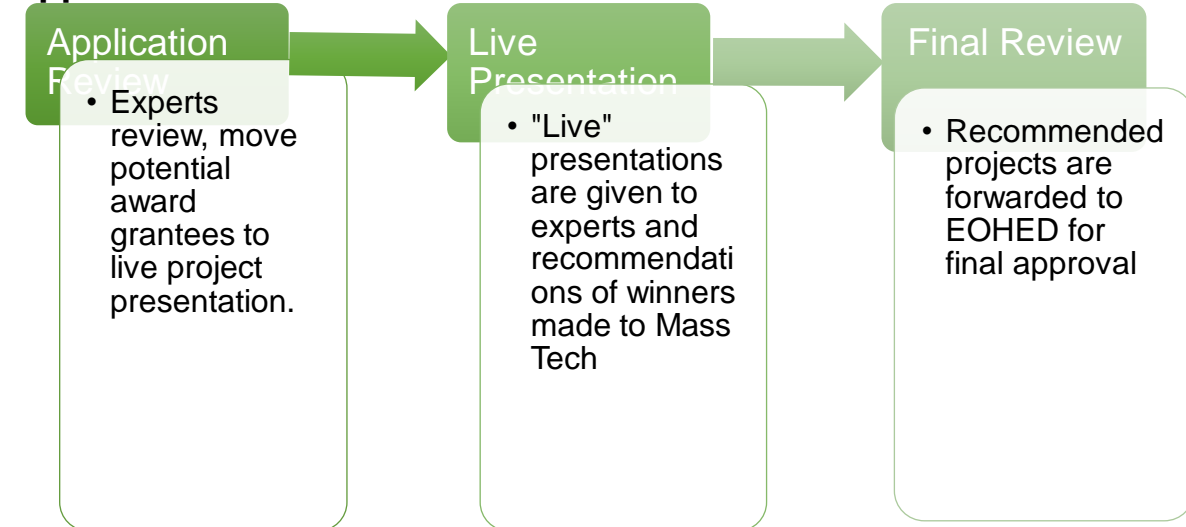 Application
Review
• Experts
review, move
potential
award
grantees to
live project
presentation.
Live
Presentation
• "Live"
presentations
are given to
experts and
recommendati
ons of winners
made to Mass
Tech
Final Review
• Recommended
projects are
forwarded to
EOHED for
final approval